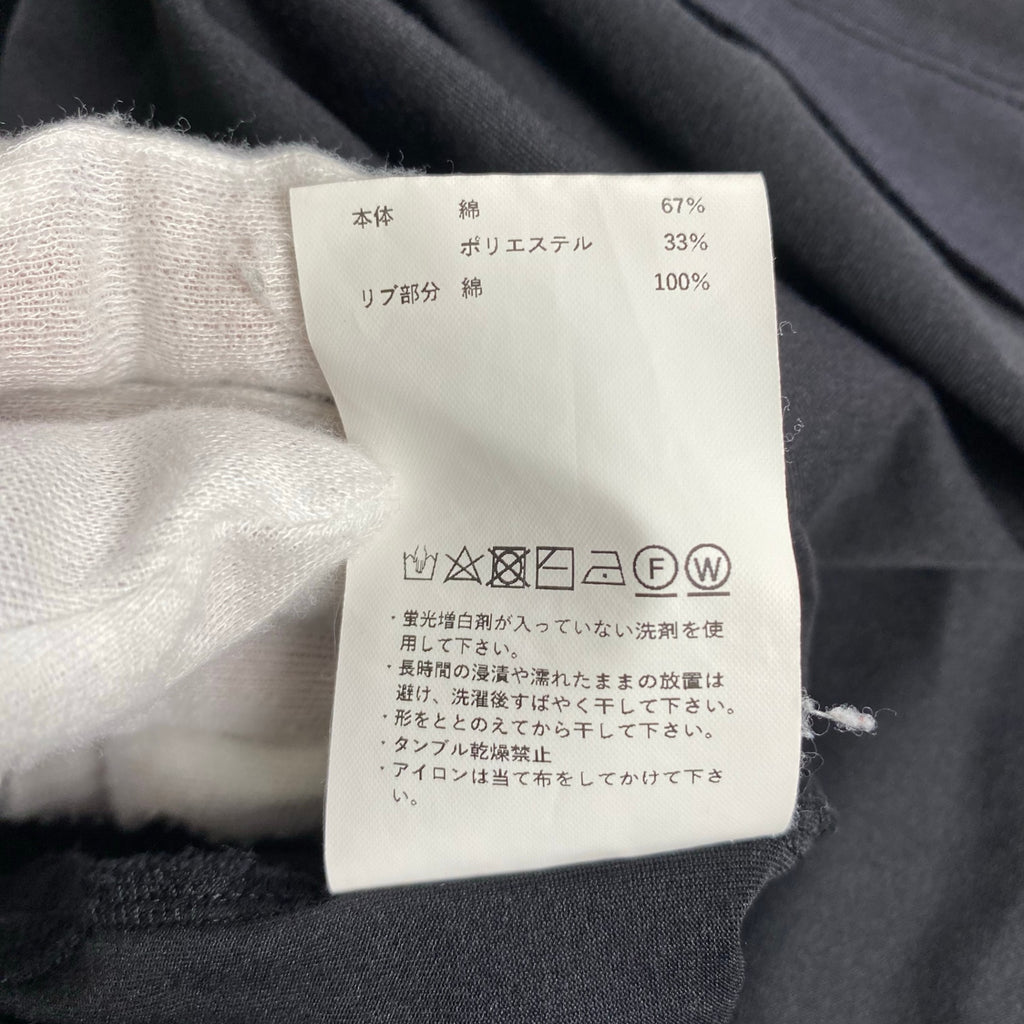 本体 綿 67%
ポリエステル 33%
リブ部分 綿 100%
F W
・蛍光増白剤が入っていない洗剤を使
用して下さい。
・長時間の浸漬や濡れたままの放置は
避け、洗濯後すばやく干して下さい。
・形をととのえてから干して下さい。
・タンブル乾燥禁止
・アイロンは当て布をしてかけて下さ
い。